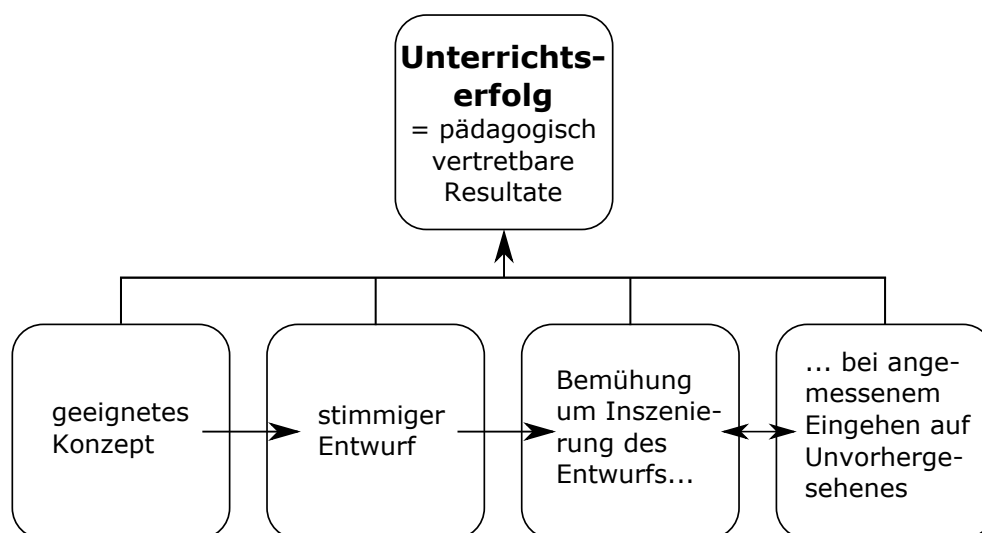 Unterrichts-
erfolg
= pädagogisch
vertretbare
Resultate
geeignetes
Konzept
stimmiger
Entwurf
Bemühung
um Inszenie-
rung des
Entwurfs...
... bei ange-
messenem
Eingehen auf
Unvorherge-
sehenes